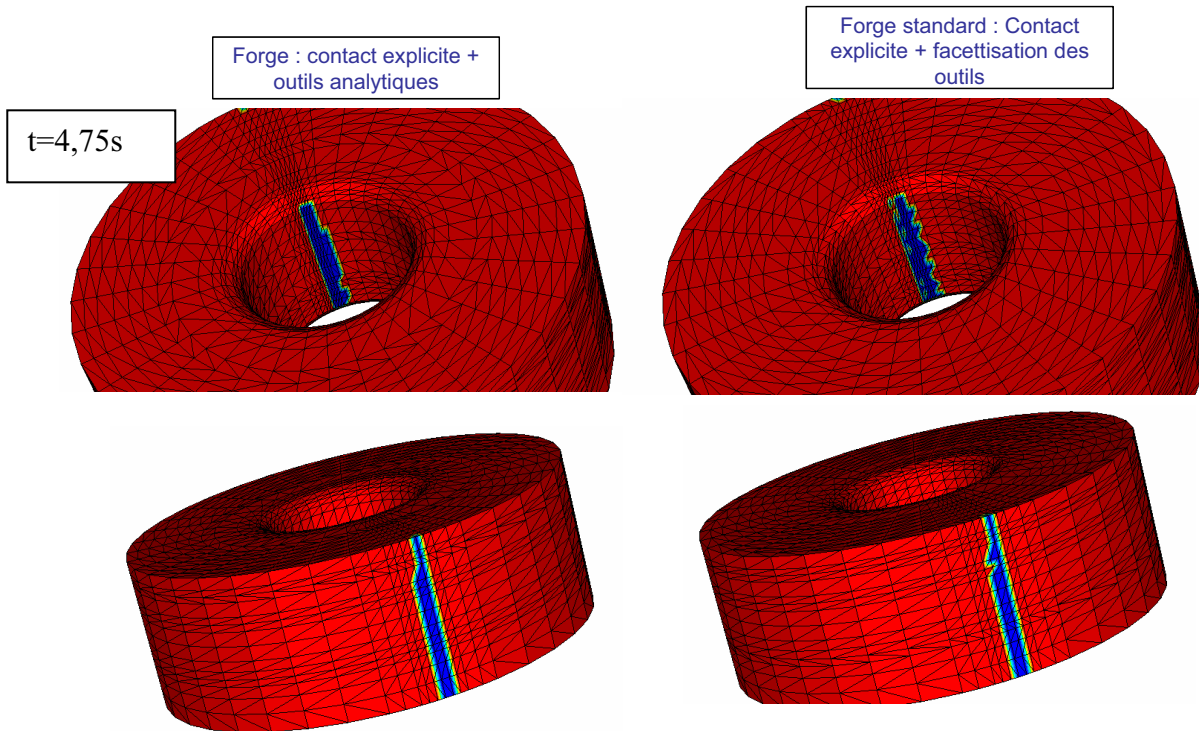 Forge : contact explicite +
outils analytiques
Forge standard : Contact
explicite + facettisation des
outils
t=4,75s